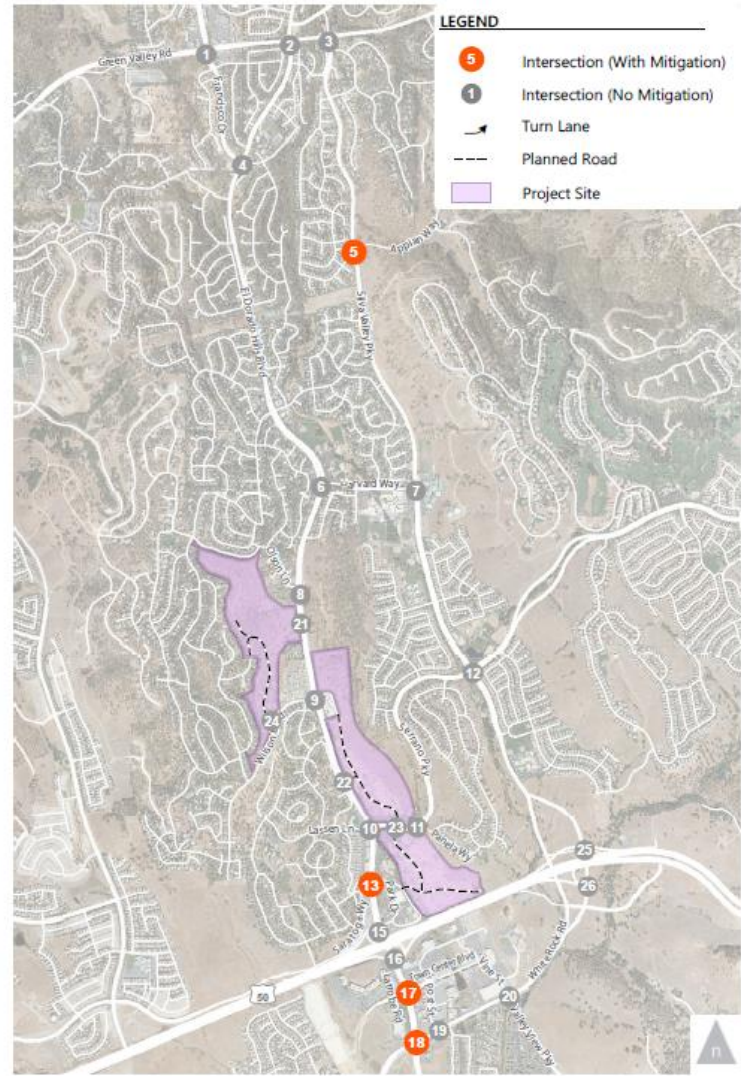 LEGEND
5 Intersection (With Mitigation)
1 Intersection (No Mitigation)
Turn Lane
Planned Road
Project Site
1
2
3
Green Valley Rd
Francisco Dr
4
5
Appian Way
Silva Valley Pky
El Dorado Hills Blvd
6
Harvard Way
7
Olson Ln
8
21
12
9
24
Wilson
Serrano Pky
22
Lassen Ln
10
23
11
Panela Wy
25
13
26
Park Dr
Saratoga Wy
15
16
50
Town Center Blvd
White Rock Rd
Vine St
Latrobe Rd
Post St
17
20
19
18
Valley View Pky
n